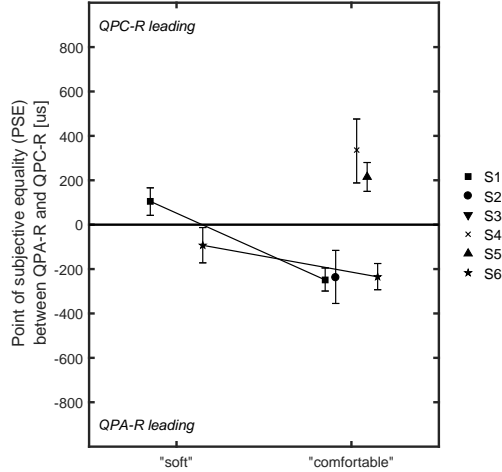 QPC-R leading
800
600
400
200
0
-200
-400
-600
-800
Point of subjective equality (PSE)
between QPA-R and QPC-R [us]
S1
S2
S3
S4
S5
S6
QPA-R leading
"soft"
"comfortable"